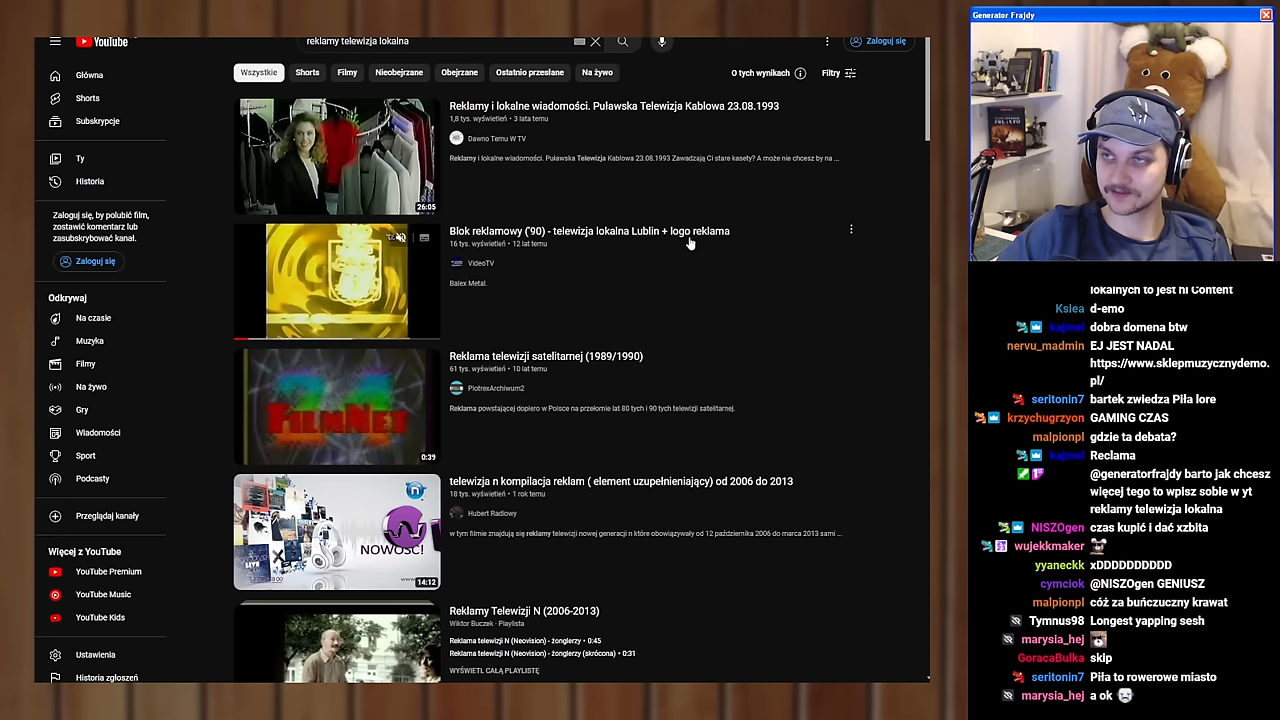 YouTube
reklamy telewizja lokalna
Zaloguj się
Wszystkie
Shorts
Filmy
Nieobejrzane
Obejrzane
Ostatnio przesłane
Na żywo
O tych wynikach
Filtry
Główna
Shorts
Subskrypcje
Ty
Historia
Zaloguj się, by polubić film,
zostawić komentarz lub
zasubskrybować kanał.
Zaloguj się
Odkrywaj
Na czasie
Muzyka
Filmy
Na żywo
Gry
Wiadomości
Sport
Podcasty
Przeglądaj kanały
Więcej z YouTube
YouTube Premium
YouTube Music
YouTube Kids
Ustawienia
Historia zgłoszeń
26:05
Reklamy i lokalne wiadomości. Puławska Telewizja Kablowa 23.08.1993
1,8 tys. wyświetleń • 3 lata temu
Dawno Temu W TV
Reklamy i lokalne wiadomości. Puławska Telewizja Kablowa 23.08.1993 Zawadzają Ci stare kasety? A może nie chcesz by na ...
Blok reklamowy ('90) - telewizja lokalna Lublin + logo reklama
16 tys. wyświetleń • 12 lat temu
VideoTV
Balex Metal.
FILMNET
0:39
Reklama telewizji satelitarnej (1989/1990)
61 tys. wyświetleń • 10 lat temu
PiotrexArchiwum2
Reklama powstającej dopiero w Polsce na przełomie lat 80 tych i 90 tych telewizji satelitarnej.
n
NOWOŚĆ!
14:12
telewizja n kompilacja reklam ( element uzupełnieniający) od 2006 do 2013
18 tys. wyświetleń • 1 rok temu
Hubert Radiowy
w tym filmie znajdują się reklamy telewizji nowej generacji n które obowiązywały od 12 października 2006 do marca 2013 sami ...
Reklamy Telewizji N (2006-2013)
Wiktor Buczek · Playlista
Reklama telewizji N (Neovision) - żonglerzy • 0:45
Reklama telewizji N (Neovision) - żonglerzy (skrócona) • 0:31
WYŚWIETL CAŁĄ PLAYLISTĘ
Generator Frajdy
lokalnych to jest hi Content
Ksiea d-emo
kajmel dobra domena btw
nervu_madmin EJ JEST NADAL
https://www.sklepmuzycznydemo.
pl/
seritonin7 bartek zwiedza Piła lore
krzychugrzyon GAMING CZAS
malpionpl gdzie ta debata?
kajmel Reclama
@generatorfrajdy barto jak chcesz
więcej tego to wpisz soble w yt
reklamy telewizja lokalna
NISZOgen czas kupić i dać xzbita
wujekkmaker
yyaneckk xDDDDDDDDDD
cymciok @NISZOgen GENIUSZ
malpionpl cóż za buńczuczny krawat
Tymnus98 Longest yapping sesh
marysia_hej
GoracaBulka skip
seritonin7 Piła to rowerowe miasto
marysia_hej a ok